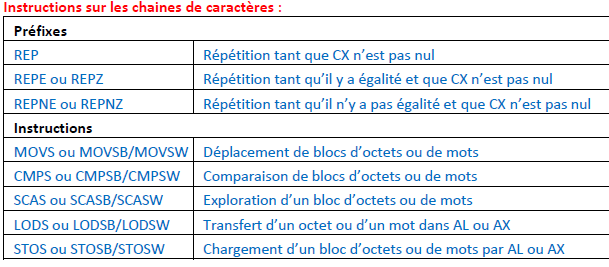 Instructions sur les chaines de caractères :
Préfixes
REP Répétition tant que CX n'est pas nul
REPE ou REPZ Répétition tant qu'il y a égalité et que CX n'est pas nul
REPNE ou REPNZ Répétition tant qu'il n'y a pas égalité et que CX n'est pas nul
Instructions
MOVS ou MOVSB/MOVSW Déplacement de blocs d'octets ou de mots
CMPS ou CMPSB/CMPSW Comparaison de blocs d'octets ou de mots
SCAS ou SCASB/SCASW Exploration d'un bloc d'octets ou de mots
LODS ou LODSB/LODSW Transfert d'un octet ou d'un mot dans AL ou AX
STOS ou STOSB/STOSW Chargement d'un bloc d'octets ou de mots par AL ou AX